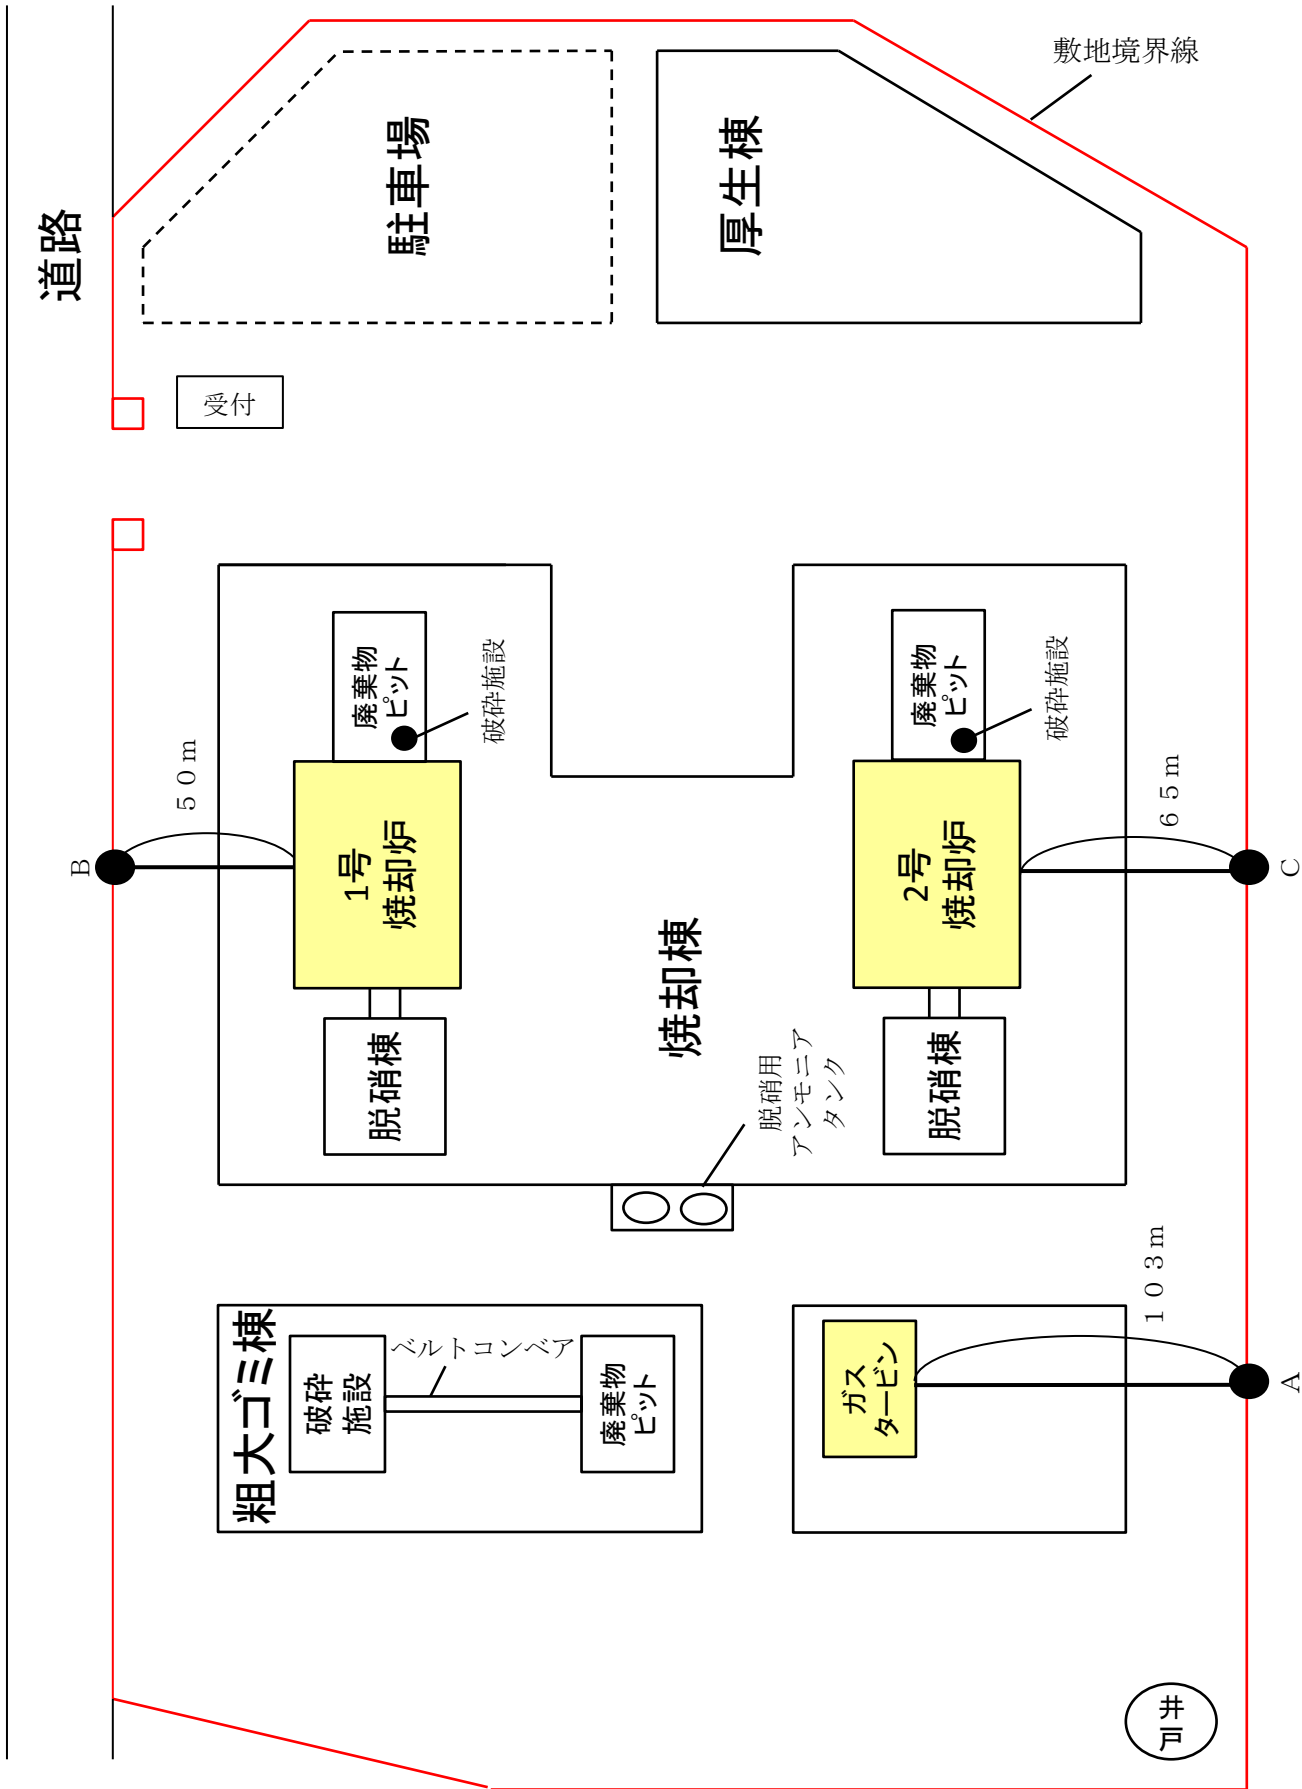 道路
敷地境界線
駐車場
厚生棟
受付
廃棄物
ピット
破砕施設
廃棄物
ピット
破砕施設
50m
B
1号
焼却炉
脱硝棟
焼却棟
2号
焼却炉
脱硝棟
65m
C
脱硝用
アンモニア
タンク
粗大ゴミ棟
破砕
施設
ベルトコンベア
廃棄物
ピット
ガス
タービン
103m
A
井
戸